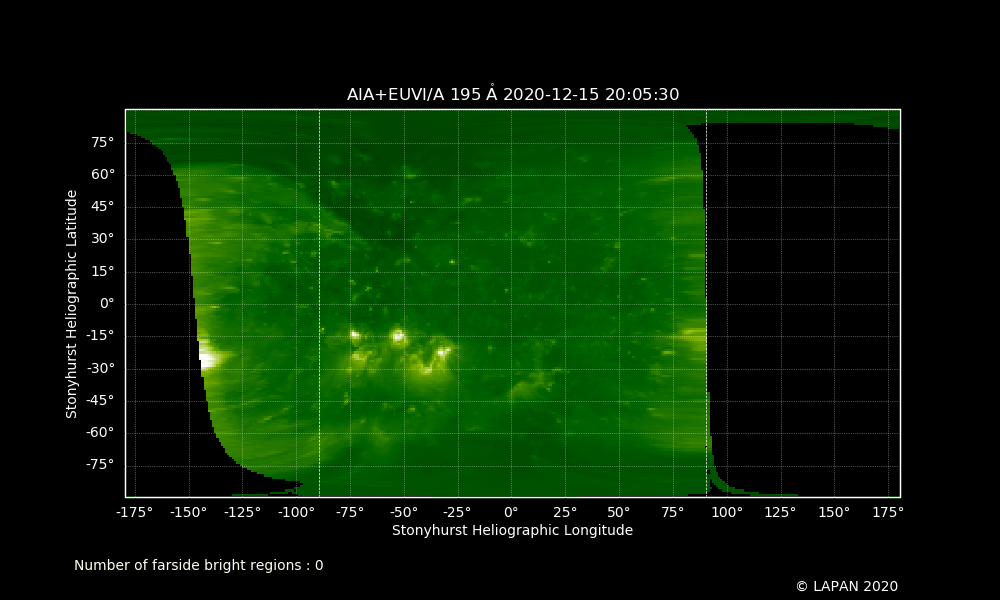 AIA+EUVI/A 195 Å 2020-12-15 20:05:30
Stonyhurst Heliographic Latitude
75°
60°
45°
30°
15°
0°
-15°
-30°
-45°
-60°
-75°
-175° -150° -125° -100° -75° -50° -25° 0° 25° 50° 75° 100° 125° 150° 175°
Stonyhurst Heliographic Longitude
Number of farside bright regions : 0
© LAPAN 2020